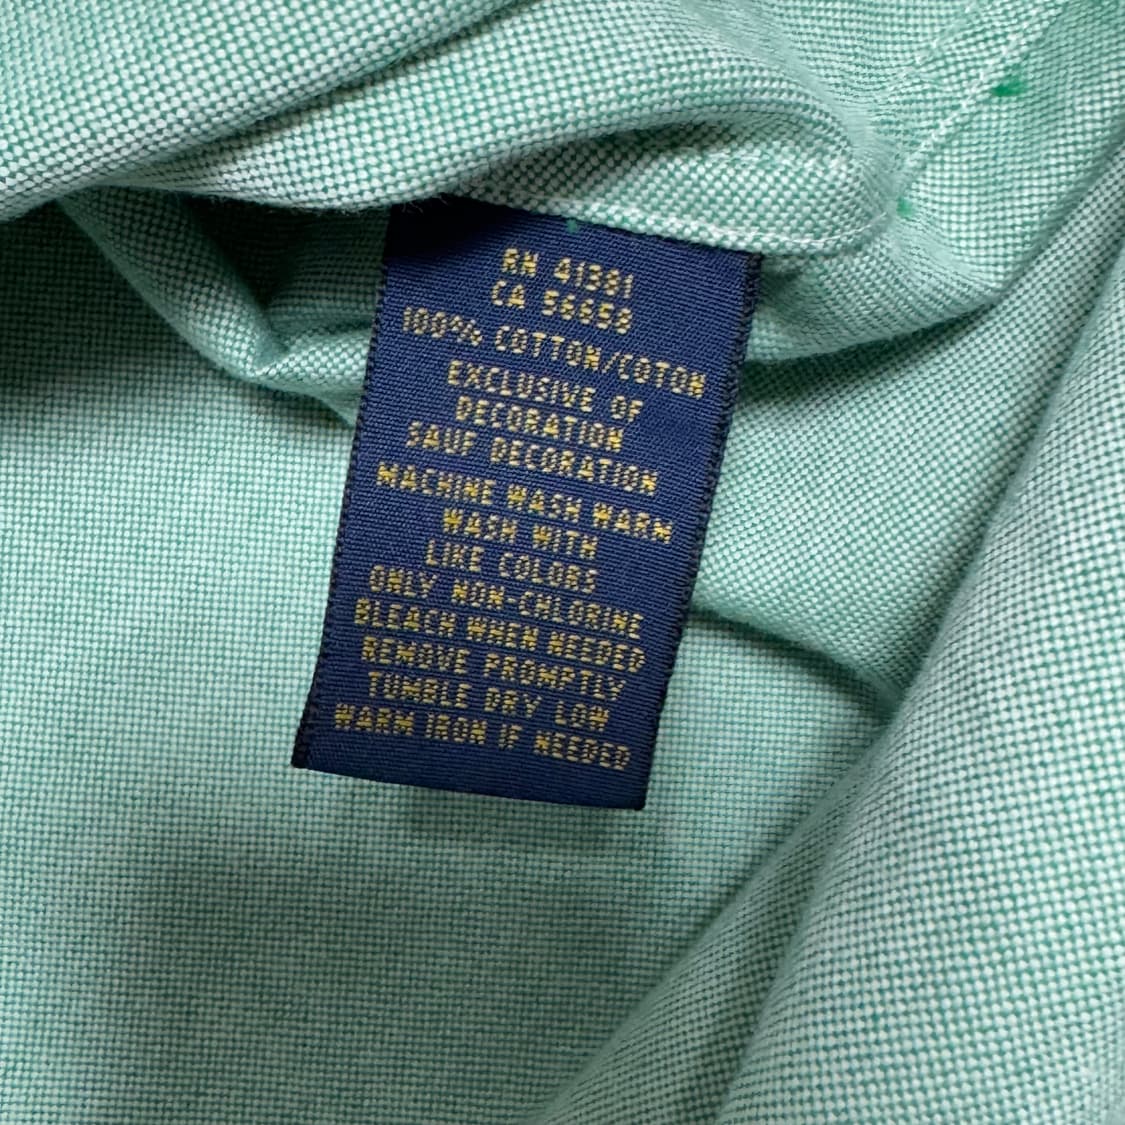 RN 41381
CA 56658
100% COTTON/COTON
EXCLUSIVE OF
DECORATION
SAUF DECORATION
MACHINE WASH WARM
WASH WITH
LIKE COLORS
ONLY NON-CHLORINE
BLEACH WHEN NEEDED
REMOVE PROMPTLY
TUMBLE DRY LOW
WARM IRON IF NEEDED